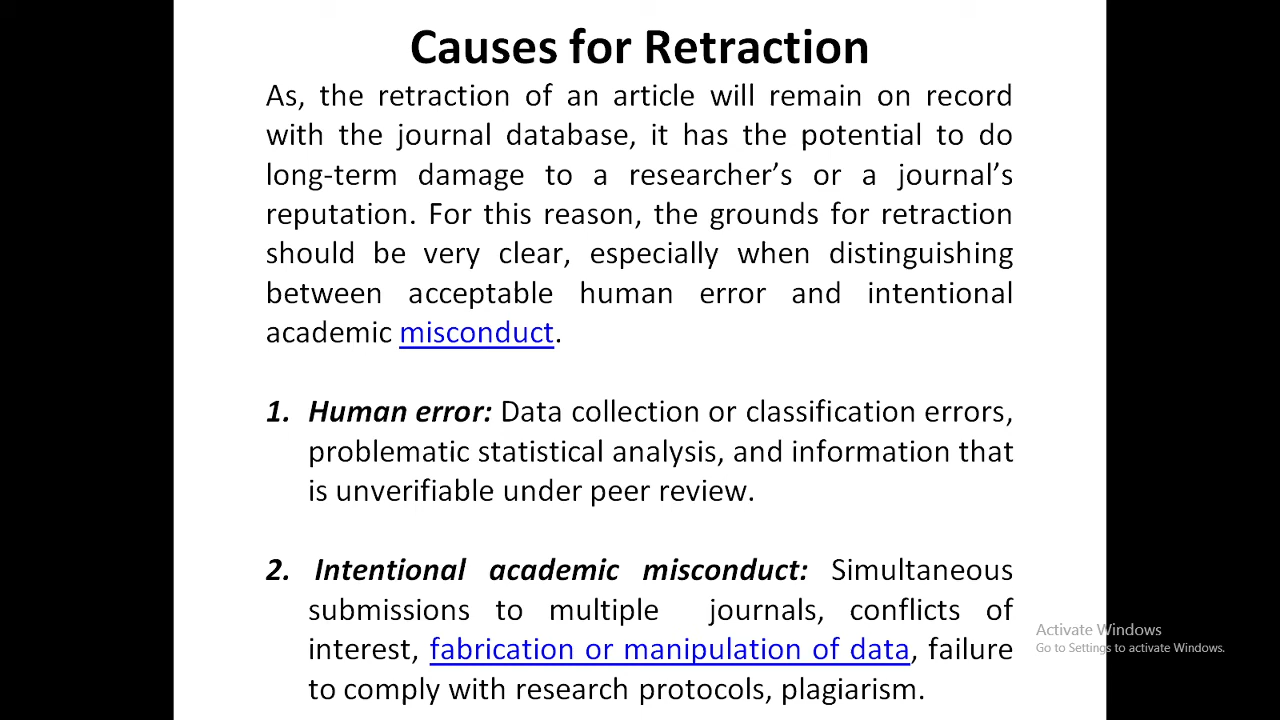 Causes for Retraction
As, the retraction of an article will remain on record
with the journal database, it has the potential to do
long-term damage to a researcher’s or a journal’s
reputation. For this reason, the grounds for retraction
should be very clear, especially when distinguishing
between acceptable human error and intentional
academic misconduct.
1. Human error: Data collection or classification errors,
problematic statistical analysis, and information that
is unverifiable under peer review.
2. Intentional academic misconduct: Simultaneous
submissions to multiple journals, conflicts of
interest, fabrication or manipulation of data, failure
to comply with research protocols, plagiarism.
Activate Windows
Go to Settings to activate Windows.